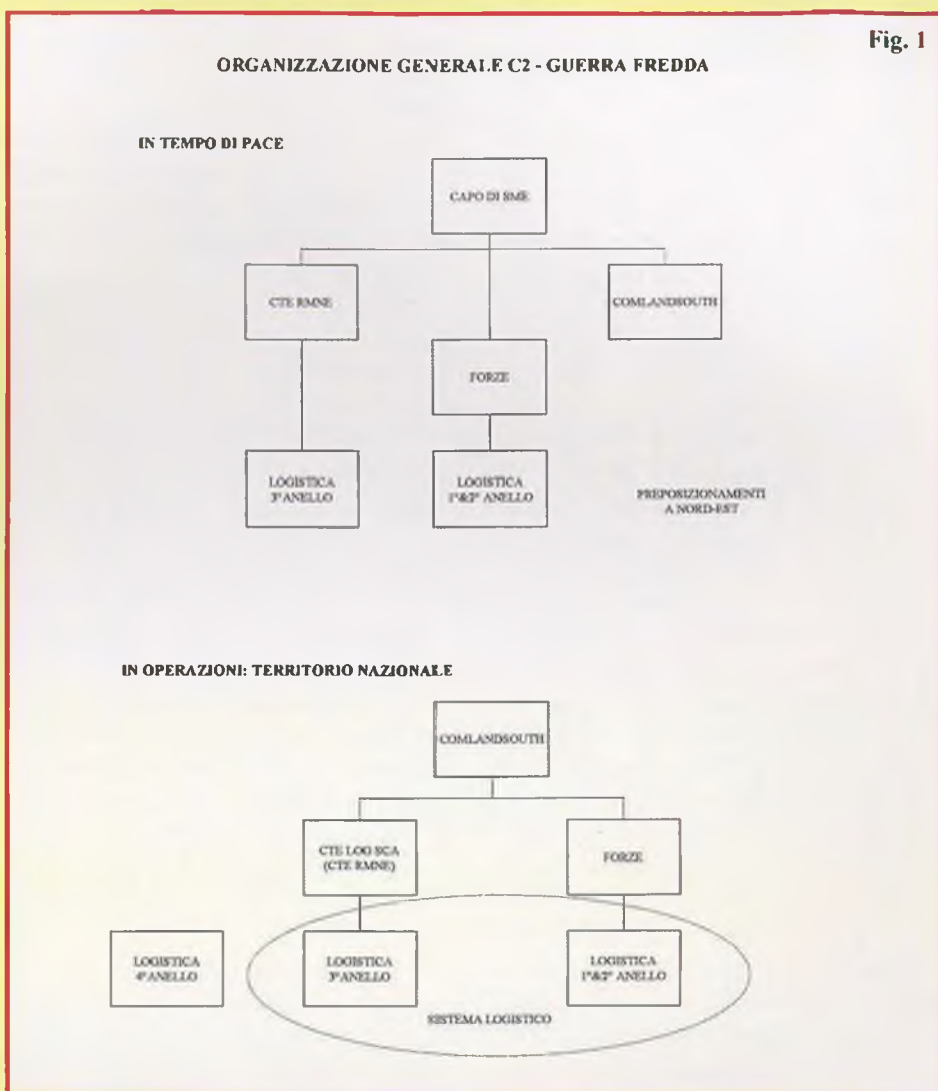 Fig. 1
ORGANIZZAZIONE GENERALE C2 - GUERRA FREDDA
IN TEMPO DI PACE
CAPO DI SME
CTE RMNE
COMLANDSOUTH
FORZE
LOGISTICA
3° ANELLO
LOGISTICA
1°&2° ANELLO
PREPOSIZIONAMENTI
A NORD-EST
IN OPERAZIONI: TERRITORIO NAZIONALE
COMLANDSOUTH
CTE LOG SCA
(CTE RMNE)
FORZE
LOGISTICA
4° ANELLO
LOGISTICA
3° ANELLO
LOGISTICA
1°&2° ANELLO
SISTEMA LOGISTICO